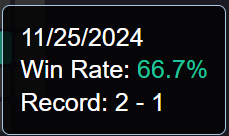 11/25/2024
Win Rate: 66.7%
Record: 2 - 1